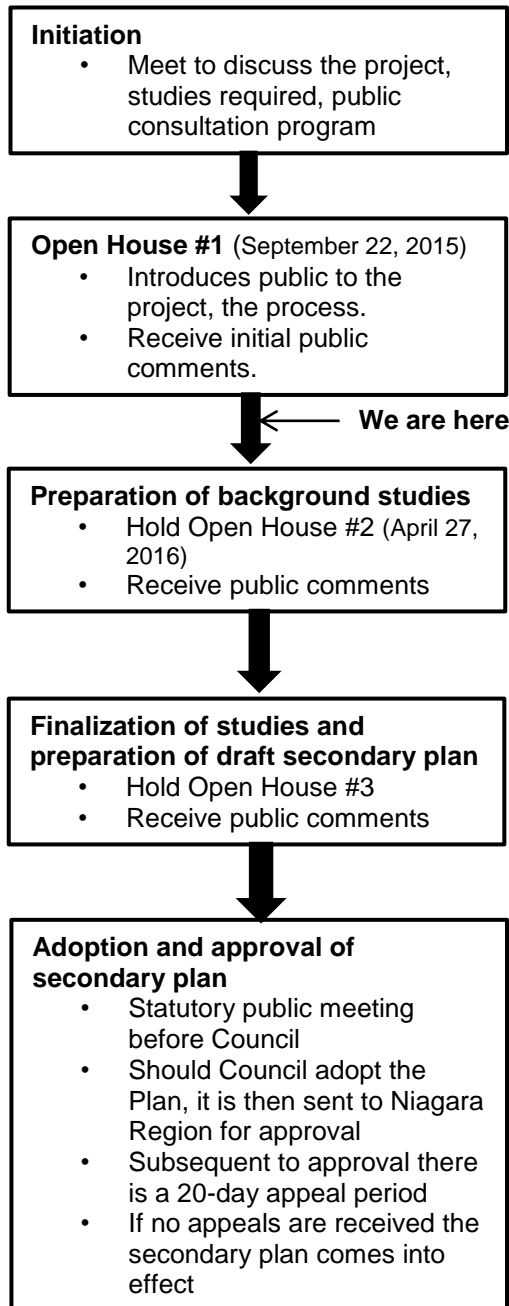 Initiation
• Meet to discuss the project,
studies required, public
consultation program
Open House #1 (September 22, 2015)
• Introduces public to the
project, the process.
• Receive initial public
comments.
We are here
Preparation of background studies
• Hold Open House #2 (April 27,
2016)
• Receive public comments
Finalization of studies and
preparation of draft secondary plan
• Hold Open House #3
• Receive public comments
Adoption and approval of
secondary plan
• Statutory public meeting
before Council
• Should Council adopt the
Plan, it is then sent to Niagara
Region for approval
• Subsequent to approval there
is a 20-day appeal period
• If no appeals are received the
secondary plan comes into
effect